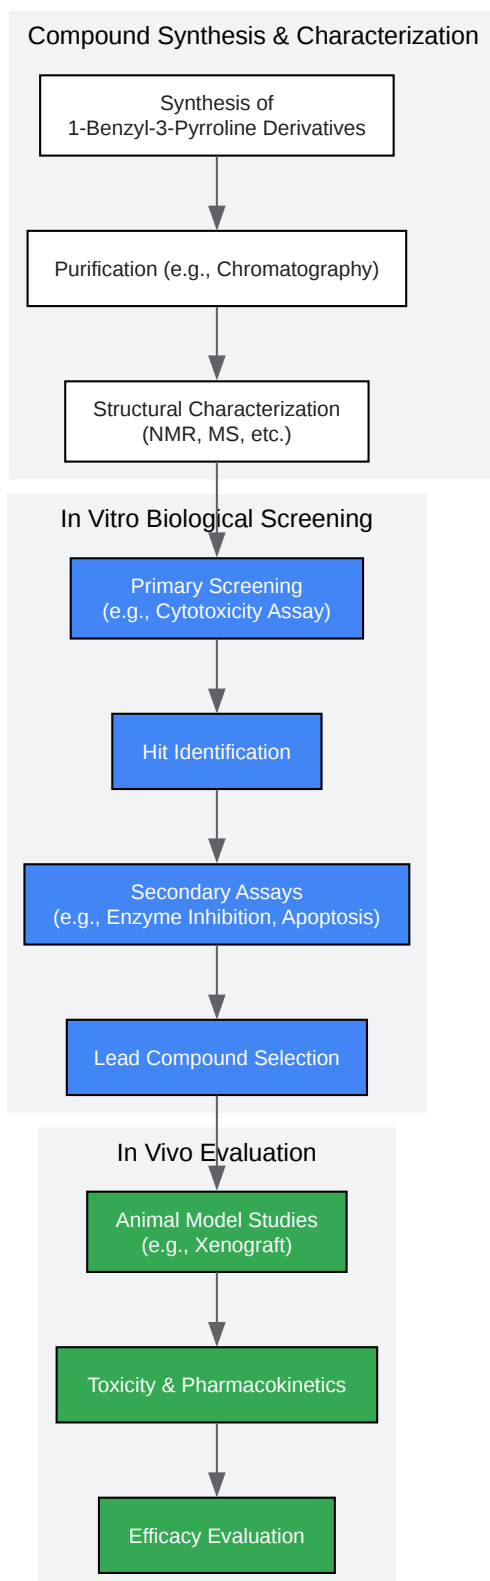 Compound Synthesis & Characterization
Synthesis of
1-Benzyl-3-Pyrroline Derivatives
Purification (e.g., Chromatography)
Structural Characterization
(NMR, MS, etc.)
In Vitro Biological Screening
Primary Screening
(e.g., Cytotoxicity Assay)
Hit Identification
Secondary Assays
(e.g., Enzyme Inhibition, Apoptosis)
Lead Compound Selection
In Vivo Evaluation
Animal Model Studies
(e.g., Xenograft)
Toxicity & Pharmacokinetics
Efficacy Evaluation